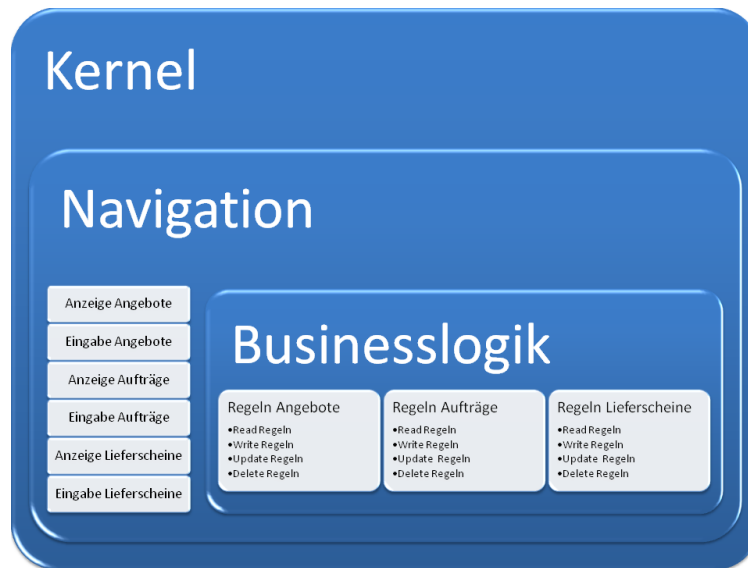 Kernel
Navigation
Anzeige Angebote
Eingabe Angebote
Anzeige Aufträge
Eingabe Aufträge
Anzeige Lieferscheine
Eingabe Lieferscheine
Businesslogik
Regeln Angebote
•Read Regeln
•Write Regeln
•Update Regeln
•Delete Regeln
Regeln Aufträge
•Read Regeln
•Write Regeln
•Update Regeln
•Delete Regeln
Regeln Lieferscheine
•Read Regeln
•Write Regeln
•Update Regeln
•Delete Regeln